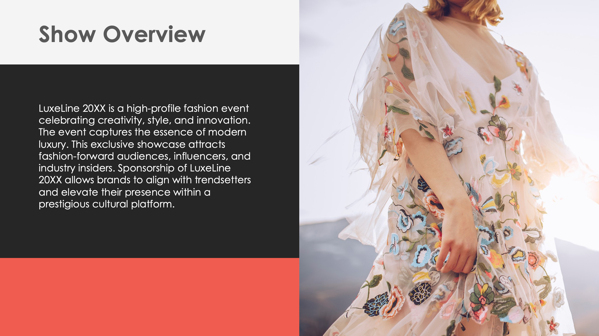 Show Overview
LuxeLine 20XX is a high-profile fashion event
celebrating creativity, style, and innovation.
The event captures the essence of modern
luxury. This exclusive showcase attracts
fashion-forward audiences, influencers, and
industry insiders. Sponsorship of LuxeLine
20XX allows brands to align with trendsetters
and elevate their presence within a
prestigious cultural platform.